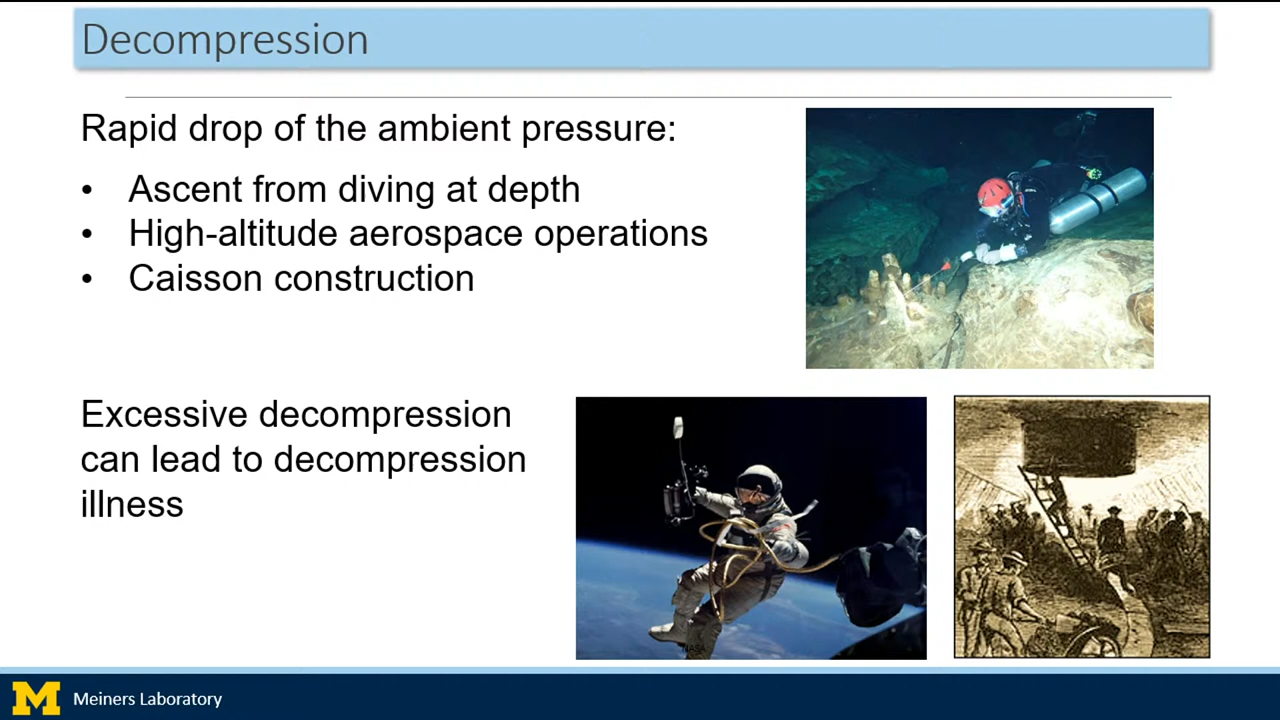 Decompression
Rapid drop of the ambient pressure:
• Ascent from diving at depth
• High-altitude aerospace operations
• Caisson construction
Excessive decompression
can lead to decompression
illness
NASA
M
Meiners Laboratory